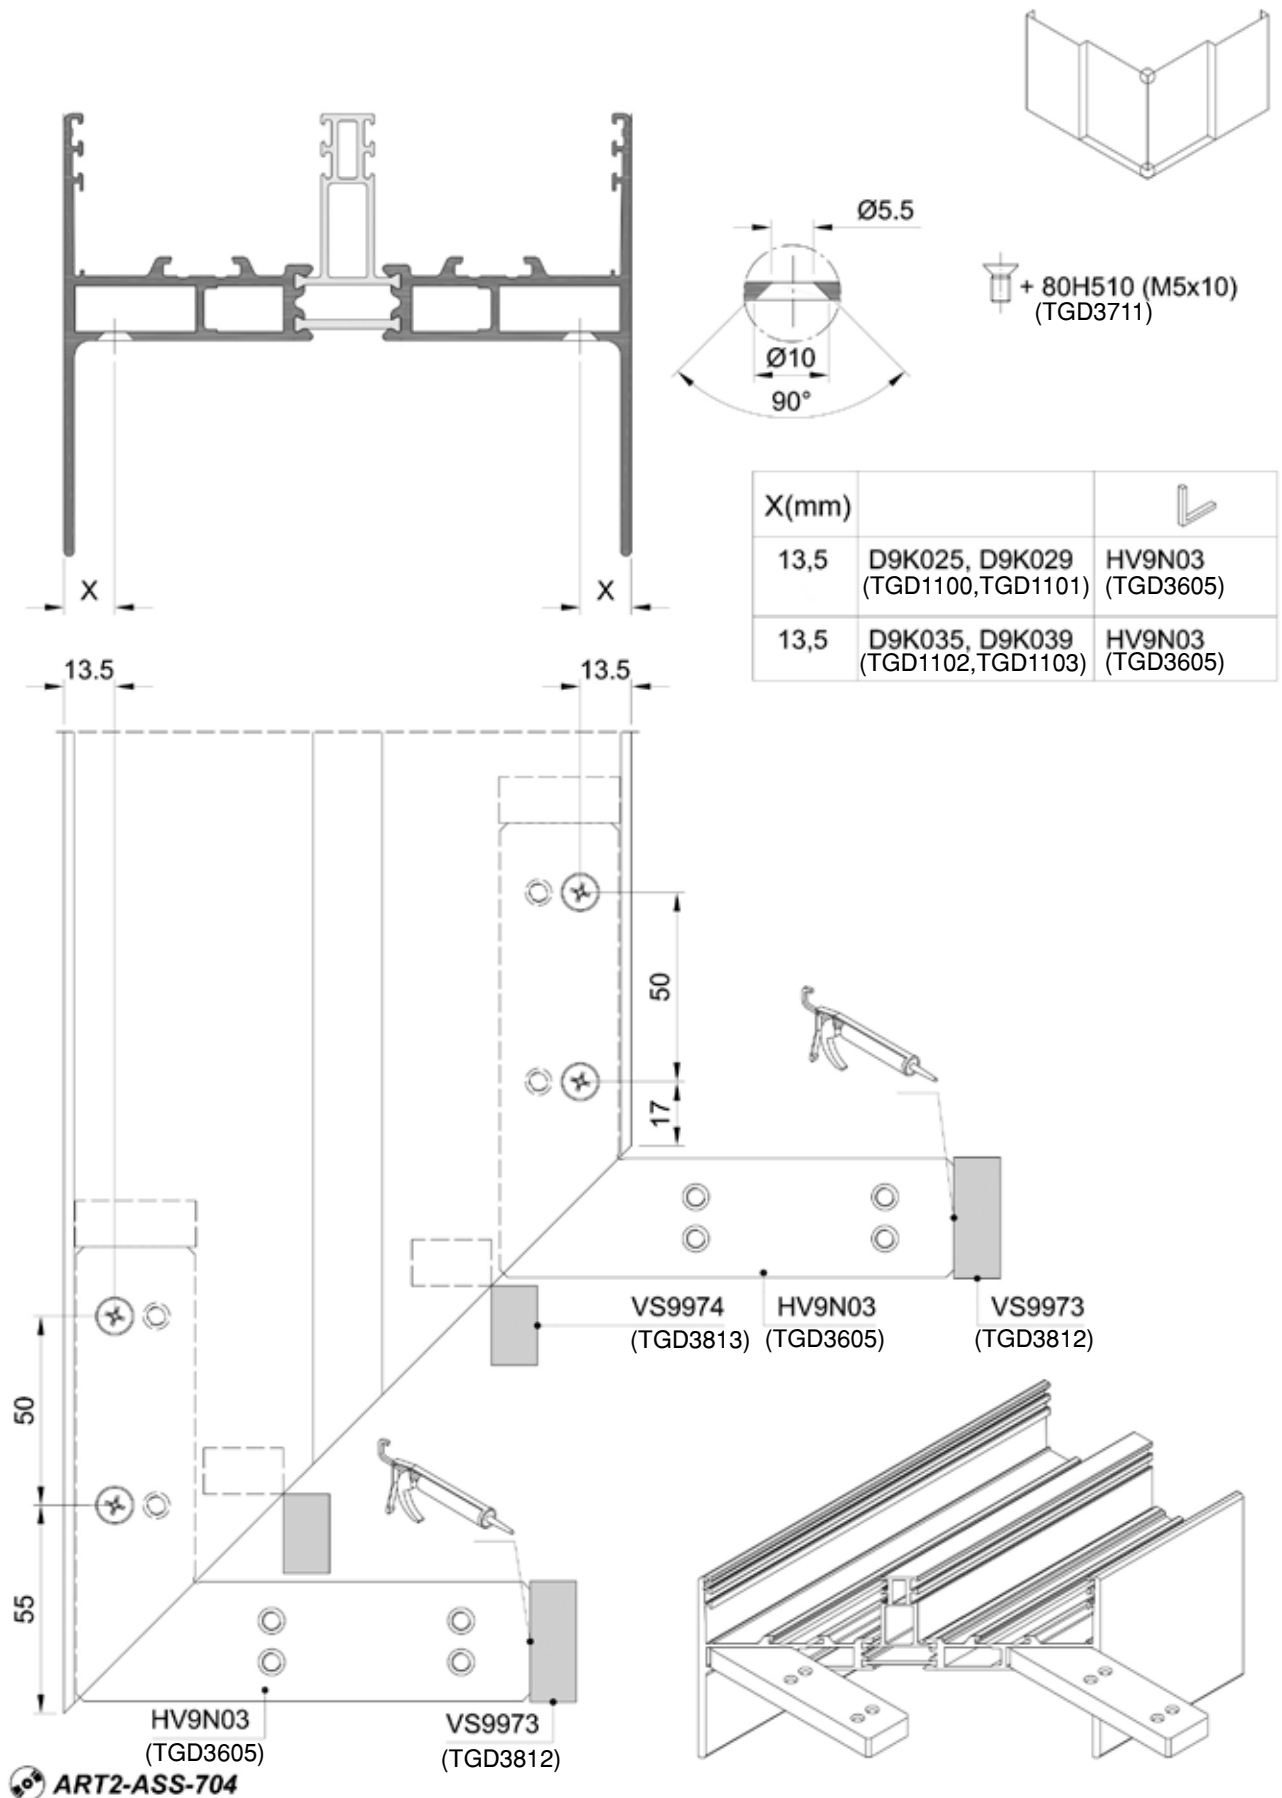 Ø5.5
+ 80H510 (M5x10)
(TGD3711)
Ø10
90°
X(mm)
13,5 D9K025, D9K029 HV9N03
(TGD1100,TGD1101) (TGD3605)
13,5 D9K035, D9K039 HV9N03
(TGD1102,TGD1103) (TGD3605)
X X
13.5 13.5
50
17
VS9974 HV9N03 VS9973
(TGD3813) (TGD3605) (TGD3812)
50
55
HV9N03 VS9973
(TGD3605) (TGD3812)
ART2-ASS-704